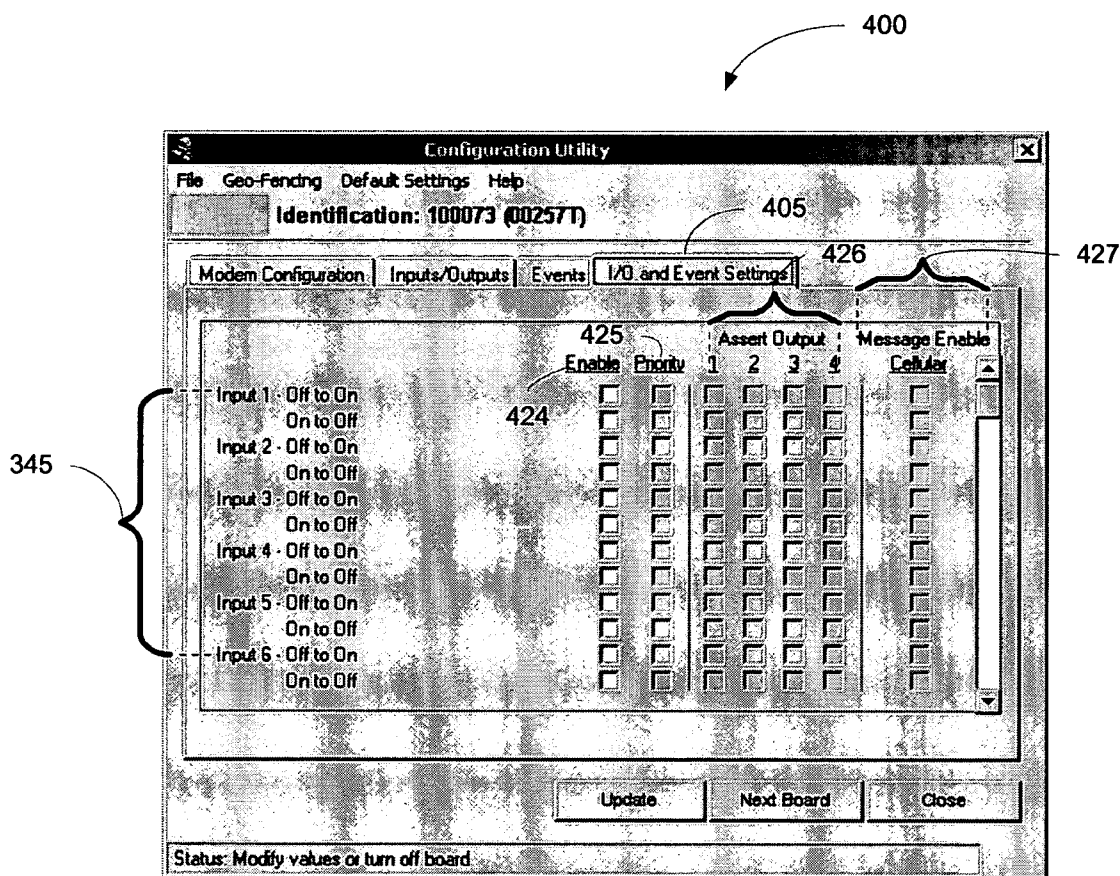 400
Configuration Utility
File Geo-Fencing Default Settings Help
Identification: 100073 (00257T)
405
426
427
Modem Configuration Inputs/Outputs Events I/O and Event Settings
425
Assert Output Message Enable
Enable Priority 1 2 3 4 Cellular
424
345
Input 1 - Off to On
On to Off
Input 2 - Off to On
On to Off
Input 3 - Off to On
On to Off
Input 4 - Off to On
On to Off
Input 5 - Off to On
On to Off
Input 6 - Off to On
On to Off
Update Next Board Close
Status: Modify values or turn off board